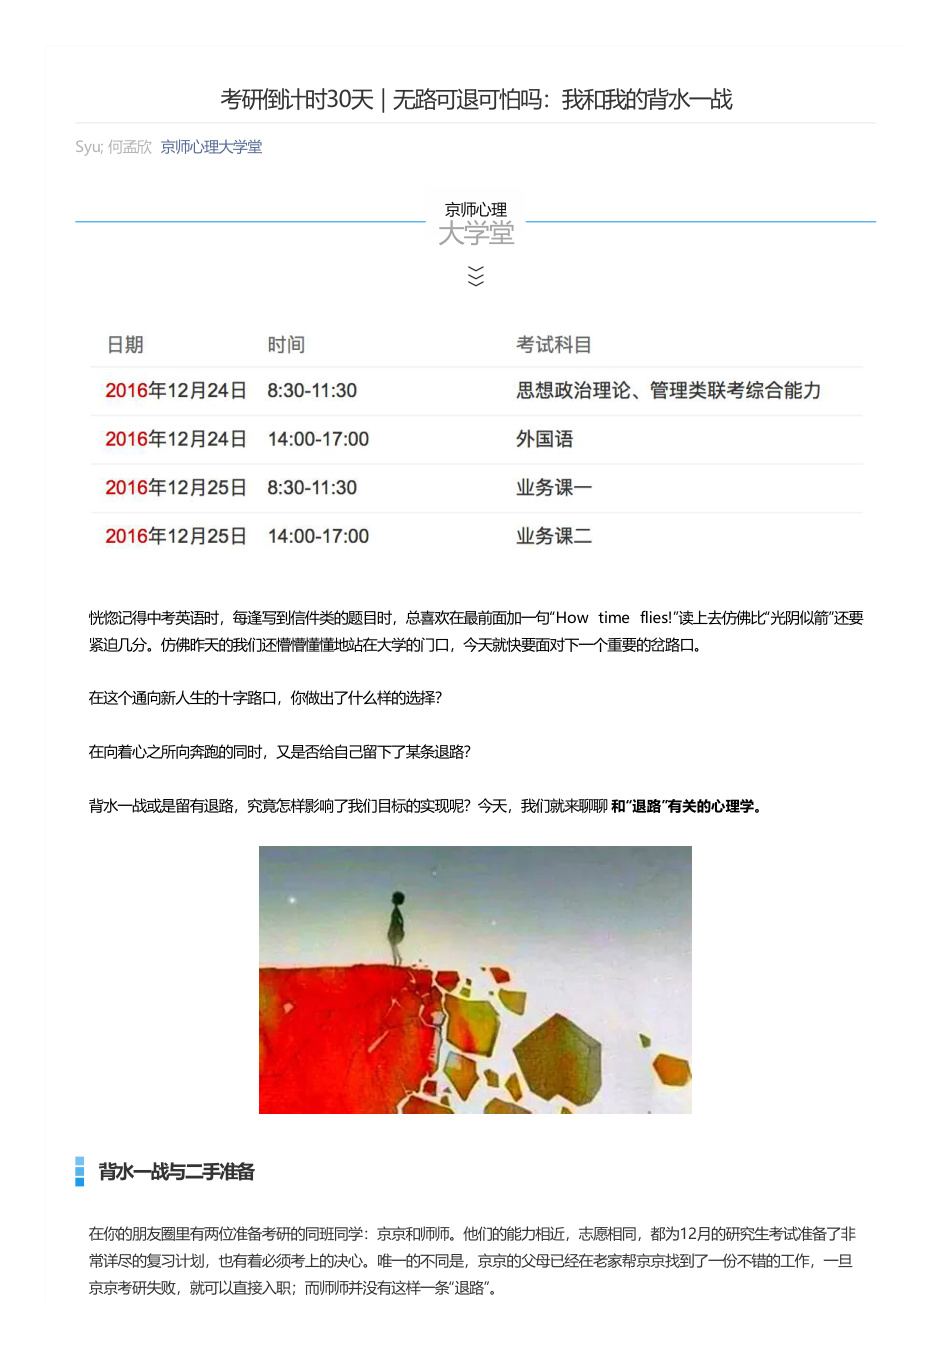 考研倒计时30天 | 无路可退可怕吗：我和我的背水一战
Syu; 何孟欣 京师心理大学堂
京师心理
大学堂
日期 时间 考试科目
2016年12月24日 8:30-11:30 思想政治理论、管理类联考综合能力
2016年12月24日 14:00-17:00 外国语
2016年12月25日 8:30-11:30 业务课一
2016年12月25日 14:00-17:00 业务课二
恍惚记得中考英语时，每逢写到信件类的题目时，总喜欢在最前面加一句“How time flies!”读上去仿佛比“光阴似箭”还要
紧迫几分。仿佛昨天的我们还懵懵懂懂地站在大学的门口，今天就快要面对下一个重要的岔路口。
在这个通向新人生的十字路口，你做出了什么样的选择？
在向着心之所向奔跑的同时，又是否给自己留下了某条退路？
背水一战或是留有退路，究竟怎样影响了我们目标的实现呢？今天，我们就来聊聊 和“退路”有关的心理学。
背水一战与二手准备
在你的朋友圈里有两位准备考研的同班同学：京京和师师。他们的能力相近，志愿相同，都为12月的研究生考试准备了非
常详尽的复习计划，也有着必须考上的决心。唯一的不同是，京京的父母已经在老家帮京京找到了一份不错的工作，一旦
京京考研失败，就可以直接入职；而师师并没有这样一条“退路”。